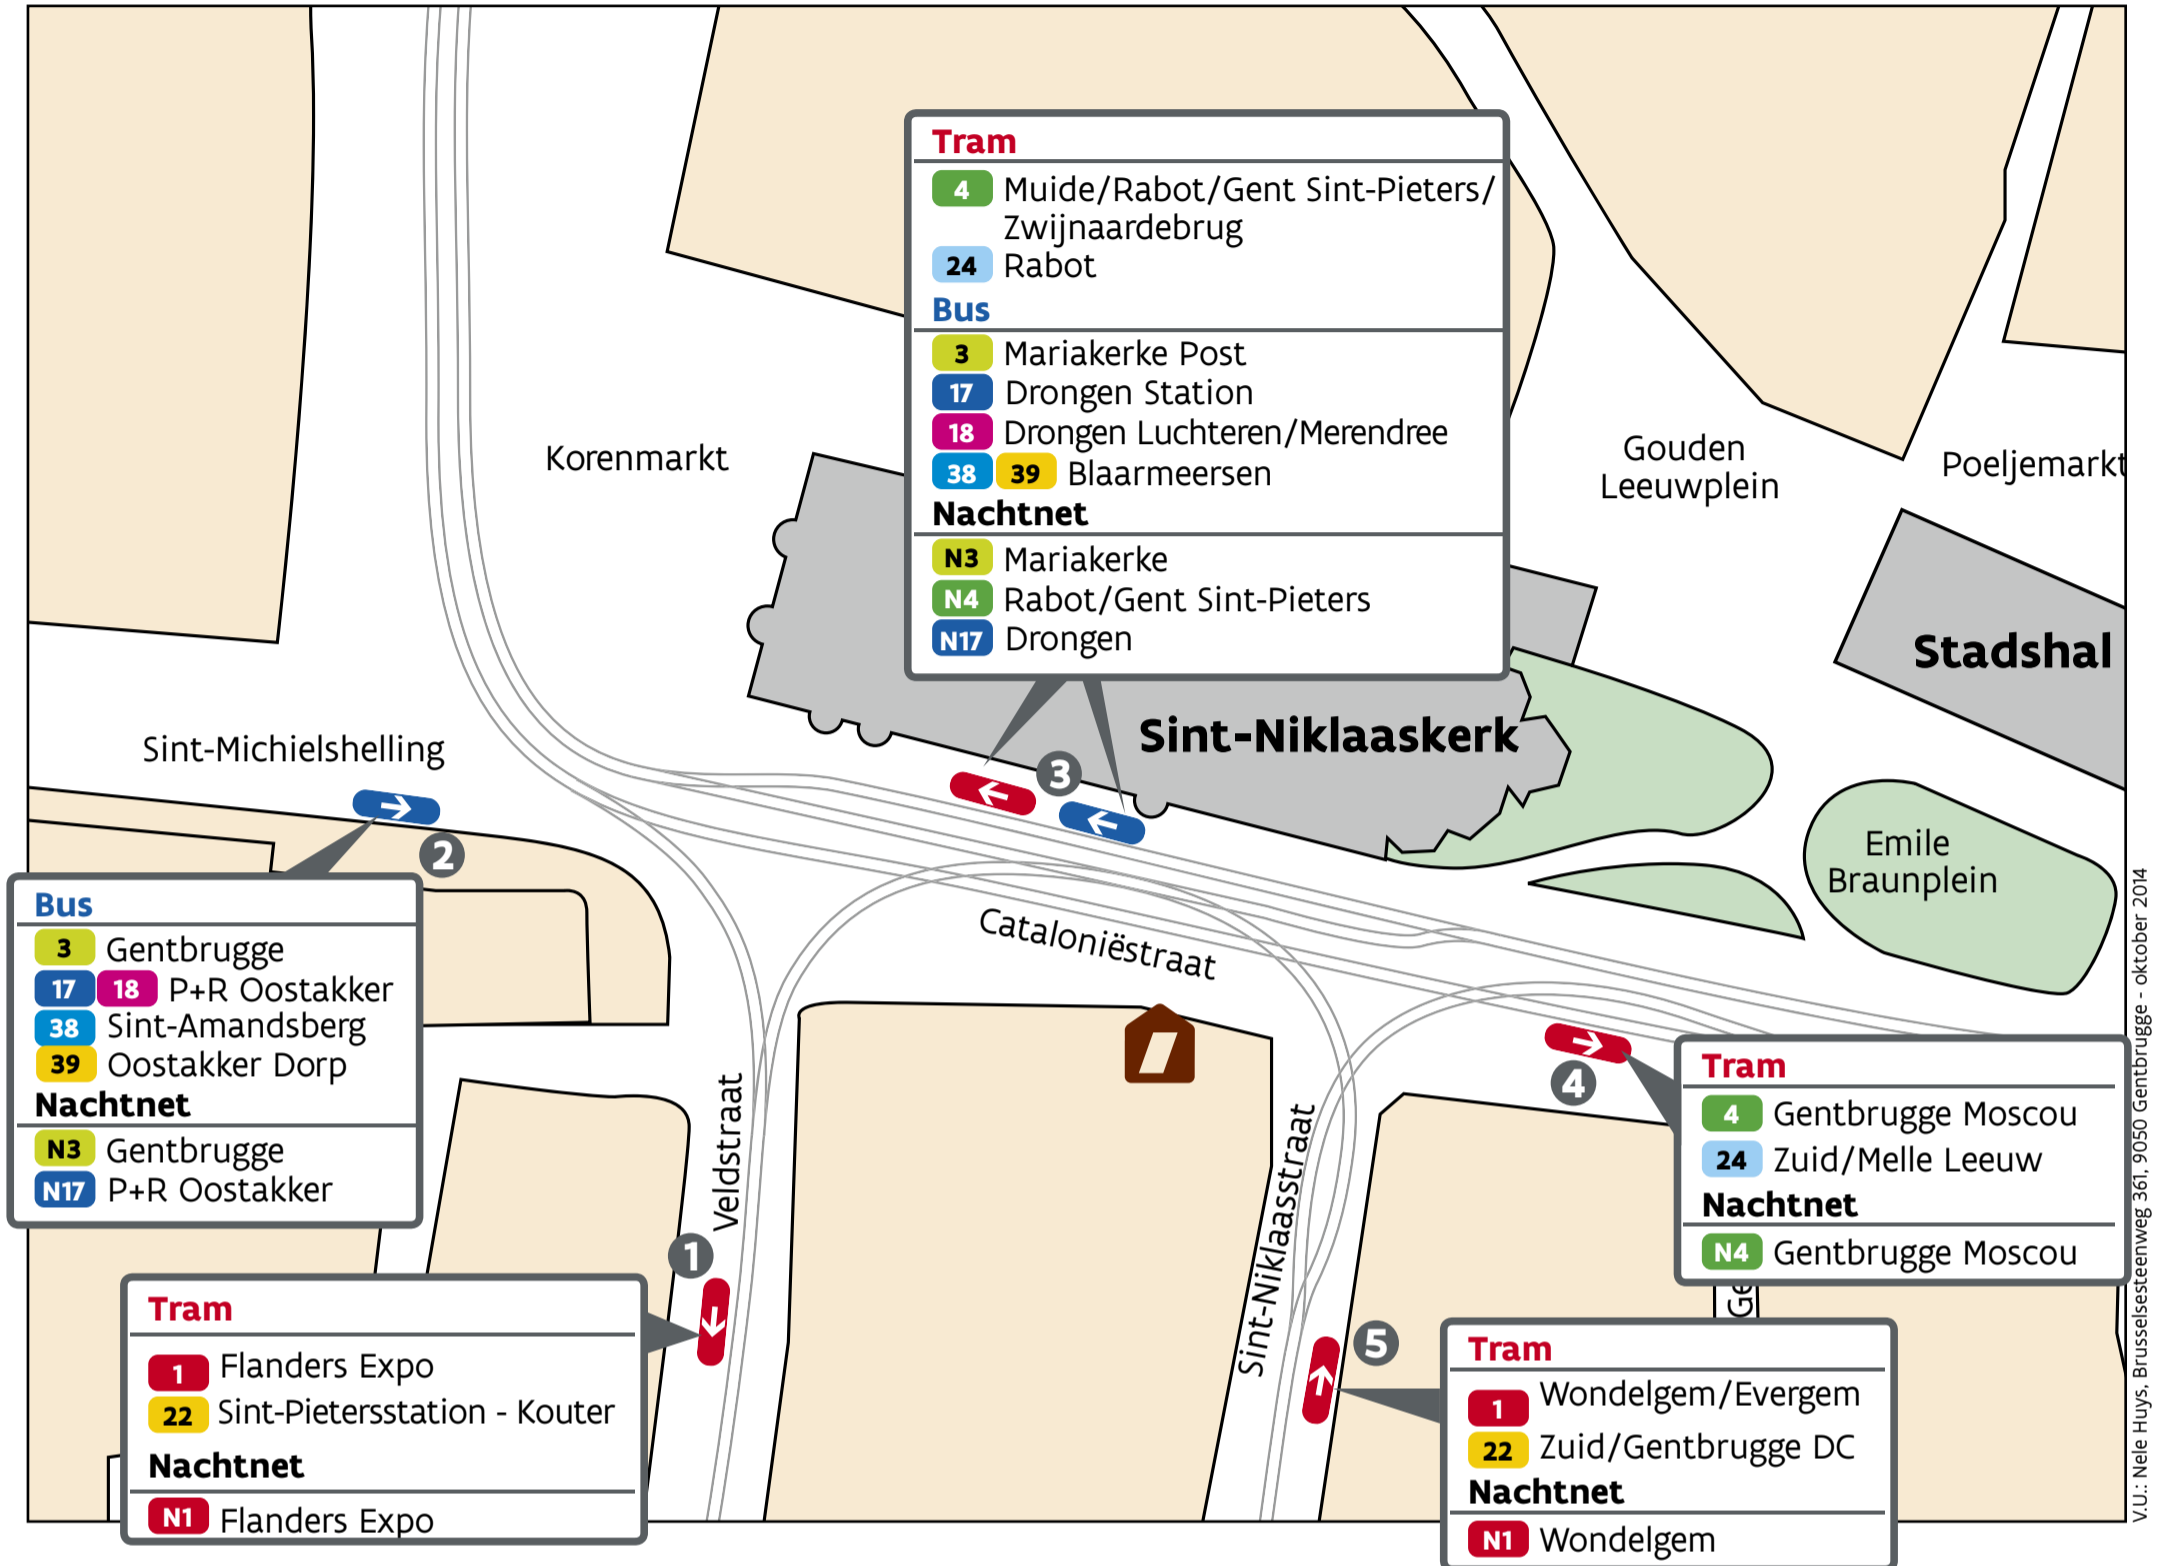 Tram
4 Muide/Rabot/Gent Sint-Pieters/
Zwijnaardebrug
24 Rabot
Bus
3 Mariakerke Post
17 Drongen Station
18 Drongen Luchteren/Merendree
38 39 Blaarmeersen
Nachtnet
N3 Mariakerke
N4 Rabot/Gent Sint-Pieters
N17 Drongen
Korenmarkt
Gouden
Leeuwplein
Poeljemarkt
Stadshal
Sint-Niklaaskerk
Sint-Michielshelling
3
2
Emile
Braunplein
Cataloniëstraat
Bus
3 Gentbrugge
17 18 P+R Oostakker
38 Sint-Amandsberg
39 Oostakker Dorp
Nachtnet
N3 Gentbrugge
N17 P+R Oostakker
Veldstraat
Sint-Niklaasstraat
4
Tram
4 Gentbrugge Moscou
24 Zuid/Melle Leeuw
Nachtnet
N4 Gentbrugge Moscou
Ge
1
Tram
1 Flanders Expo
22 Sint-Pietersstation - Kouter
Nachtnet
N1 Flanders Expo
5
Tram
1 Wondelgem/Evergem
22 Zuid/Gentbrugge DC
Nachtnet
N1 Wondelgem
V.U.: Nele Huys, Brusselsesteenweg 361, 9050 Gentbrugge - oktober 2014